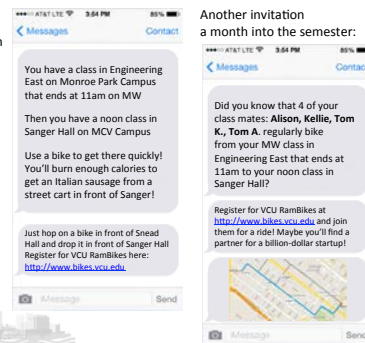 ●●●○○ AT&T LTE 3:54 PM 85%
Messages Contact
You have a class in Engineering
East on Monroe Park Campus
that ends at 11am on MW
Then you have a noon class in
Sanger Hall on MCV Campus
Use a bike to get there quickly!
You'll burn enough calories to
get an Italian sausage from a
street cart in front of Sanger!
Just hop on a bike in front of Snead
Hall and drop it in front of Sanger Hall
Register for VCU RamBikes here:
http://www.bikes.vcu.edu
iMessage Send
Another invitation
a month into the semester:
●●●○○ AT&T LTE 3:54 PM 85%
Messages Contac
Did you know that 4 of your
class mates: Alison, Kellie, Tom
K., Tom A. regularly bike
from your MW class in
Engineering East that ends at
11am to your noon class in
Sanger Hall?
Register for VCU RamBikes at
http://www.bikes.vcu.edu and join
them for a ride! Maybe you'll find a
partner for a billion-dollar startup!
iMessage Send